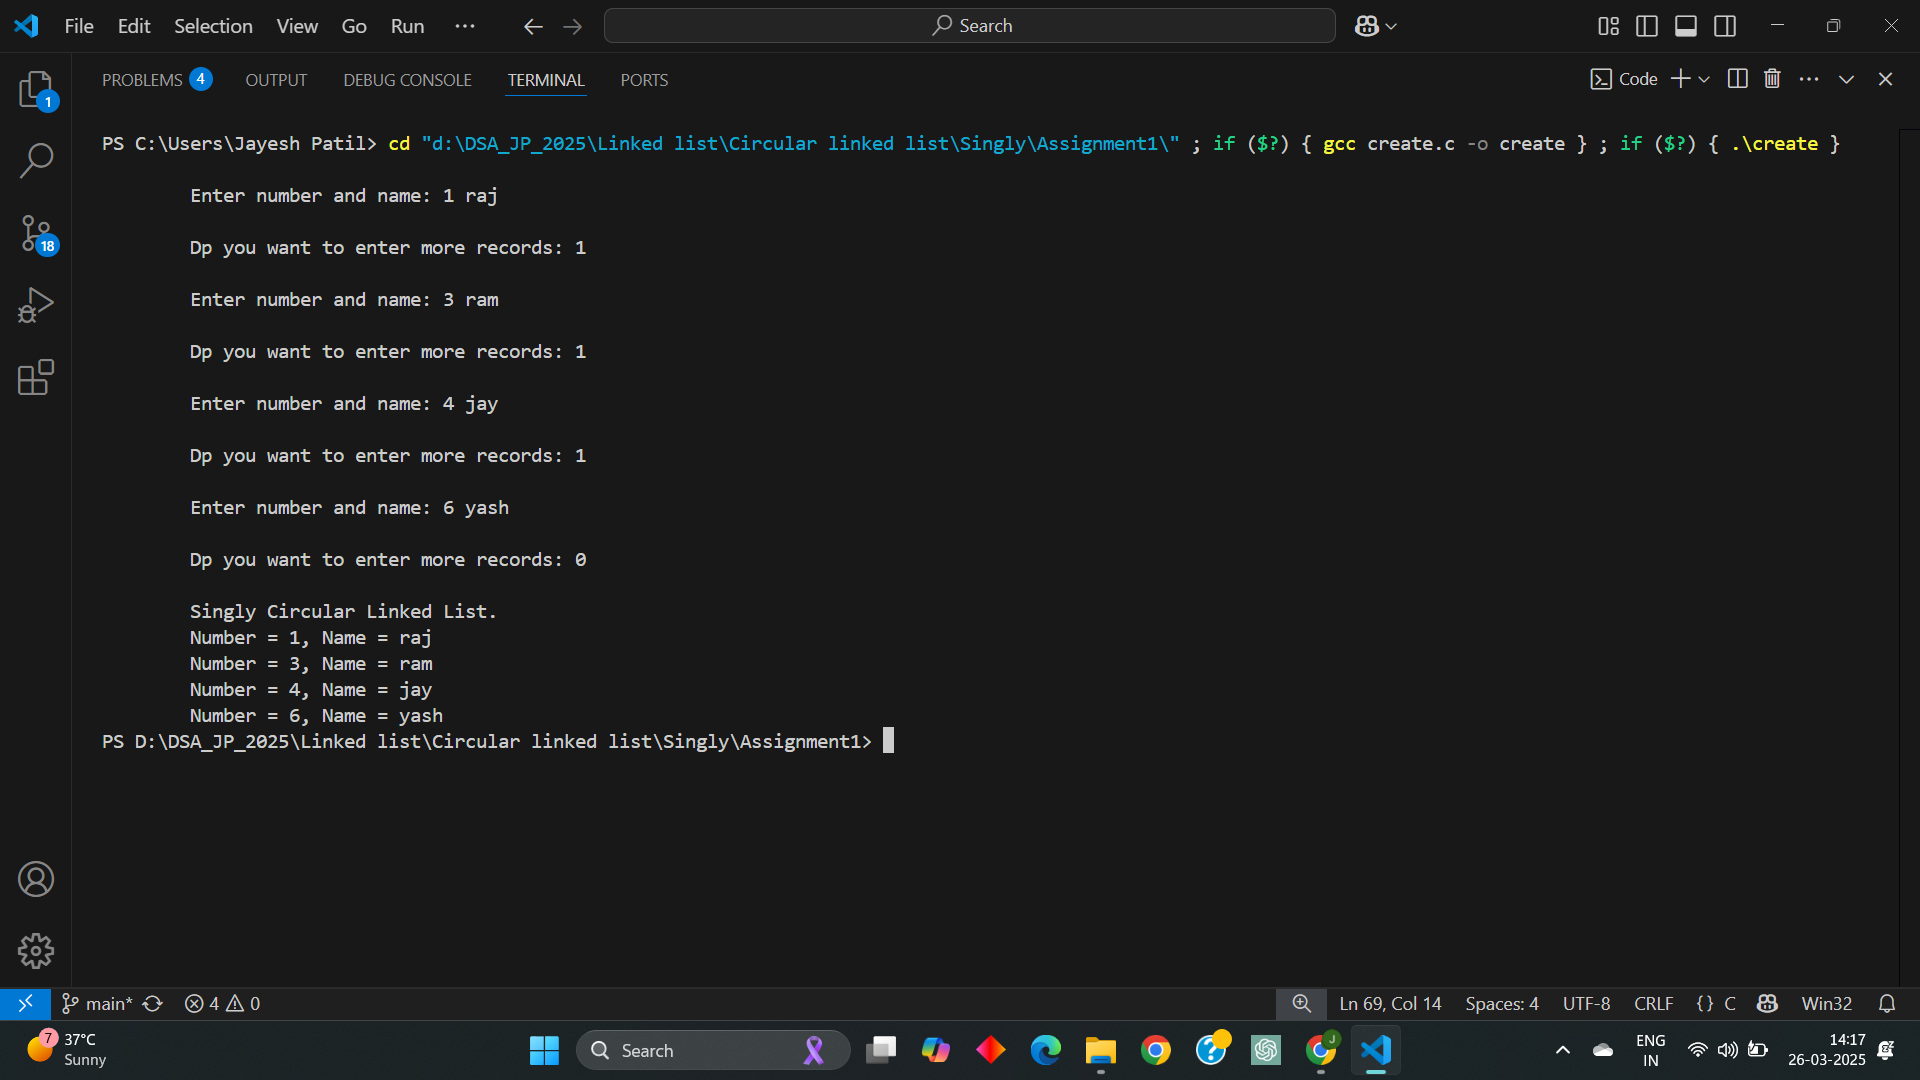 File Edit Selection View Go Run ··· Search
PROBLEMS 4 OUTPUT DEBUG CONSOLE TERMINAL PORTS Code
PS C:\Users\Jayesh Patil> cd "d:\DSA_JP_2025\Linked list\Circular linked list\Singly\Assignment1\" ; if ($?) { gcc create.c -o create } ; if ($?) { .\create }
Enter number and name: 1 raj
Dp you want to enter more records: 1
Enter number and name: 3 ram
Dp you want to enter more records: 1
Enter number and name: 4 jay
Dp you want to enter more records: 1
Enter number and name: 6 yash
Dp you want to enter more records: 0
Singly Circular Linked List.
Number = 1, Name = raj
Number = 3, Name = ram
Number = 4, Name = jay
Number = 6, Name = yash
PS D:\DSA_JP_2025\Linked list\Circular linked list\Singly\Assignment1>
1
18
main* 4 0 Ln 69, Col 14 Spaces: 4 UTF-8 CRLF {} C Win32
7 37°C
Sunny
Search
J
ENG
IN
14:17
26-03-2025